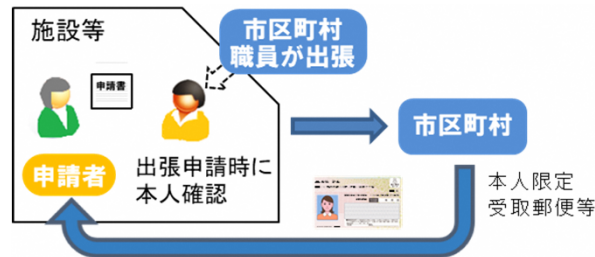 施設等
市区町村
職員が出張
申請書
申請者
出張申請時に
本人確認
市区町村
本人限定
受取郵便等